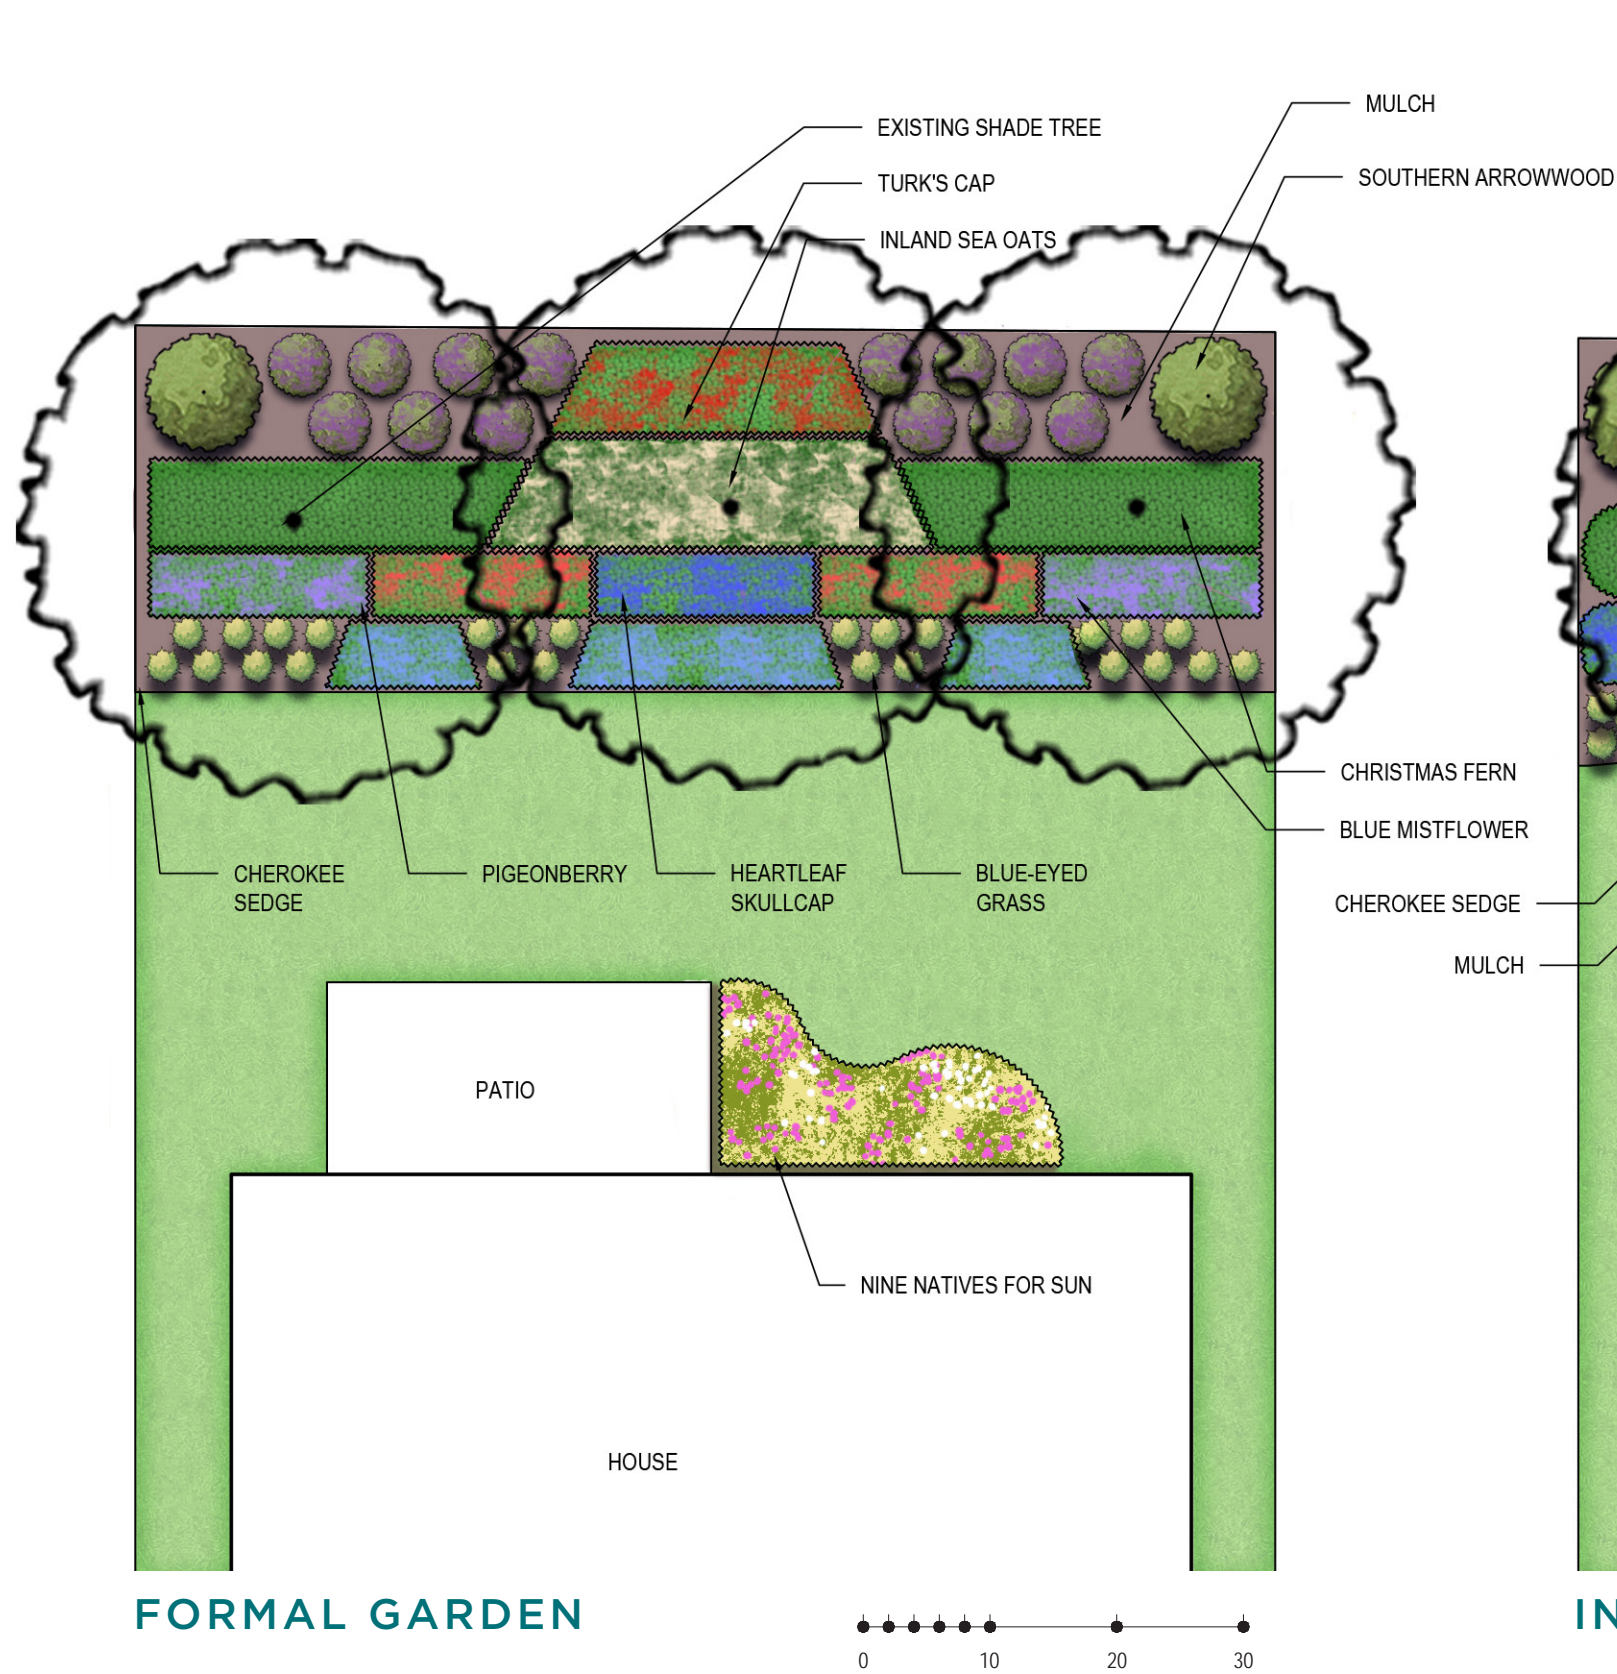 MULCH
EXISTING SHADE TREE
SOUTHERN ARROWWOOD
TURK'S CAP
INLAND SEA OATS
CHRISTMAS FERN
BLUE MISTFLOWER
CHEROKEE
SEDGE
PIGEONBERRY
HEARTLEAF
SKULLCAP
BLUE-EYED
GRASS
CHEROKEE SEDGE
MULCH
PATIO
NINE NATIVES FOR SUN
HOUSE
FORMAL GARDEN
IN
0 10 20 30